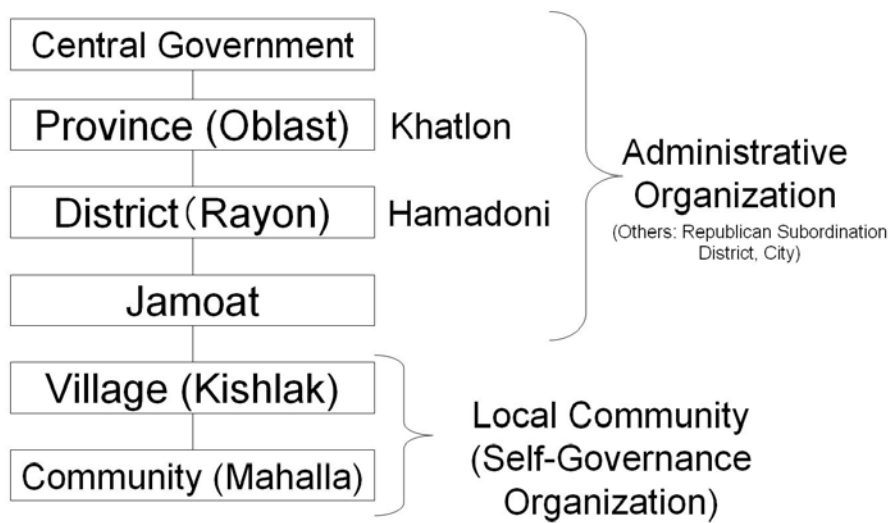 Central Government
Province (Oblast)
Khatlon
District（Rayon)
Hamadoni
Jamoat
Village (Kishlak)
Community (Mahalla)
Administrative
Organization
(Others: Republican Subordination
District, City)
Local Community
(Self-Governance
Organization)